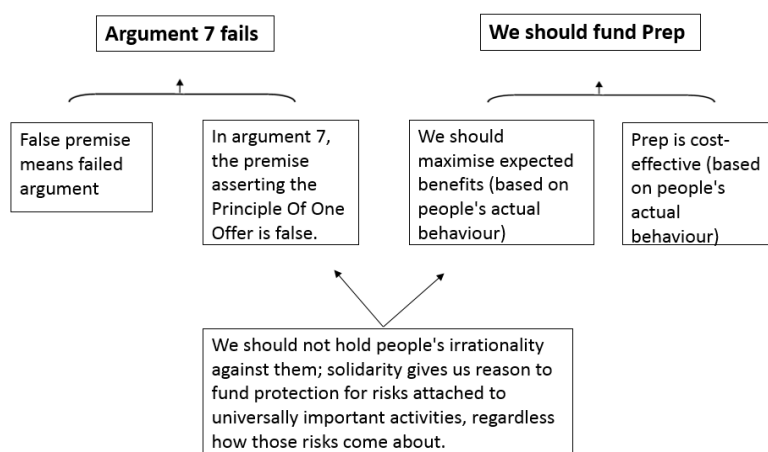 Argument 7 fails
We should fund Prep
False premise
means failed
argument
In argument 7,
the premise
asserting the
Principle Of One
Offer is false.
We should
maximise expected
benefits (based on
people's actual
behaviour)
Prep is cost-
effective (based
on people's
actual
behaviour)
We should not hold people's irrationality
against them; solidarity gives us reason to
fund protection for risks attached to
universally important activities, regardless
how those risks come about.